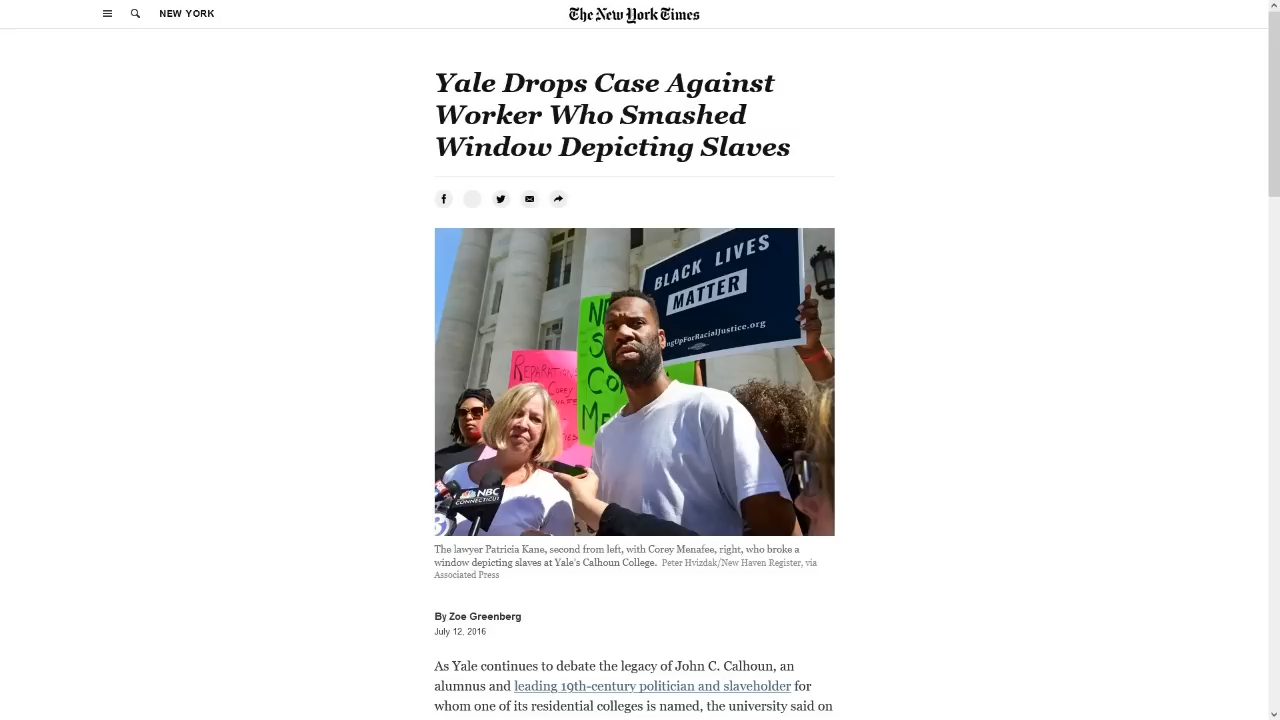 NEW YORK
The New York Times
Yale Drops Case Against
Worker Who Smashed
Window Depicting Slaves
BLACK LIVES
MATTER
ngUpForRacialJustice.org
REPARATIONS
COREY
NBC
CONNECTICUT
8
The lawyer Patricia Kane, second from left, with Corey Menafee, right, who broke a
window depicting slaves at Yale's Calhoun College. Peter Hvizdak/New Haven Register, via
Associated Press
By Zoe Greenberg
July 12, 2016
As Yale continues to debate the legacy of John C. Calhoun, an
alumnus and leading 19th-century politician and slaveholder for
whom one of its residential colleges is named, the university said on